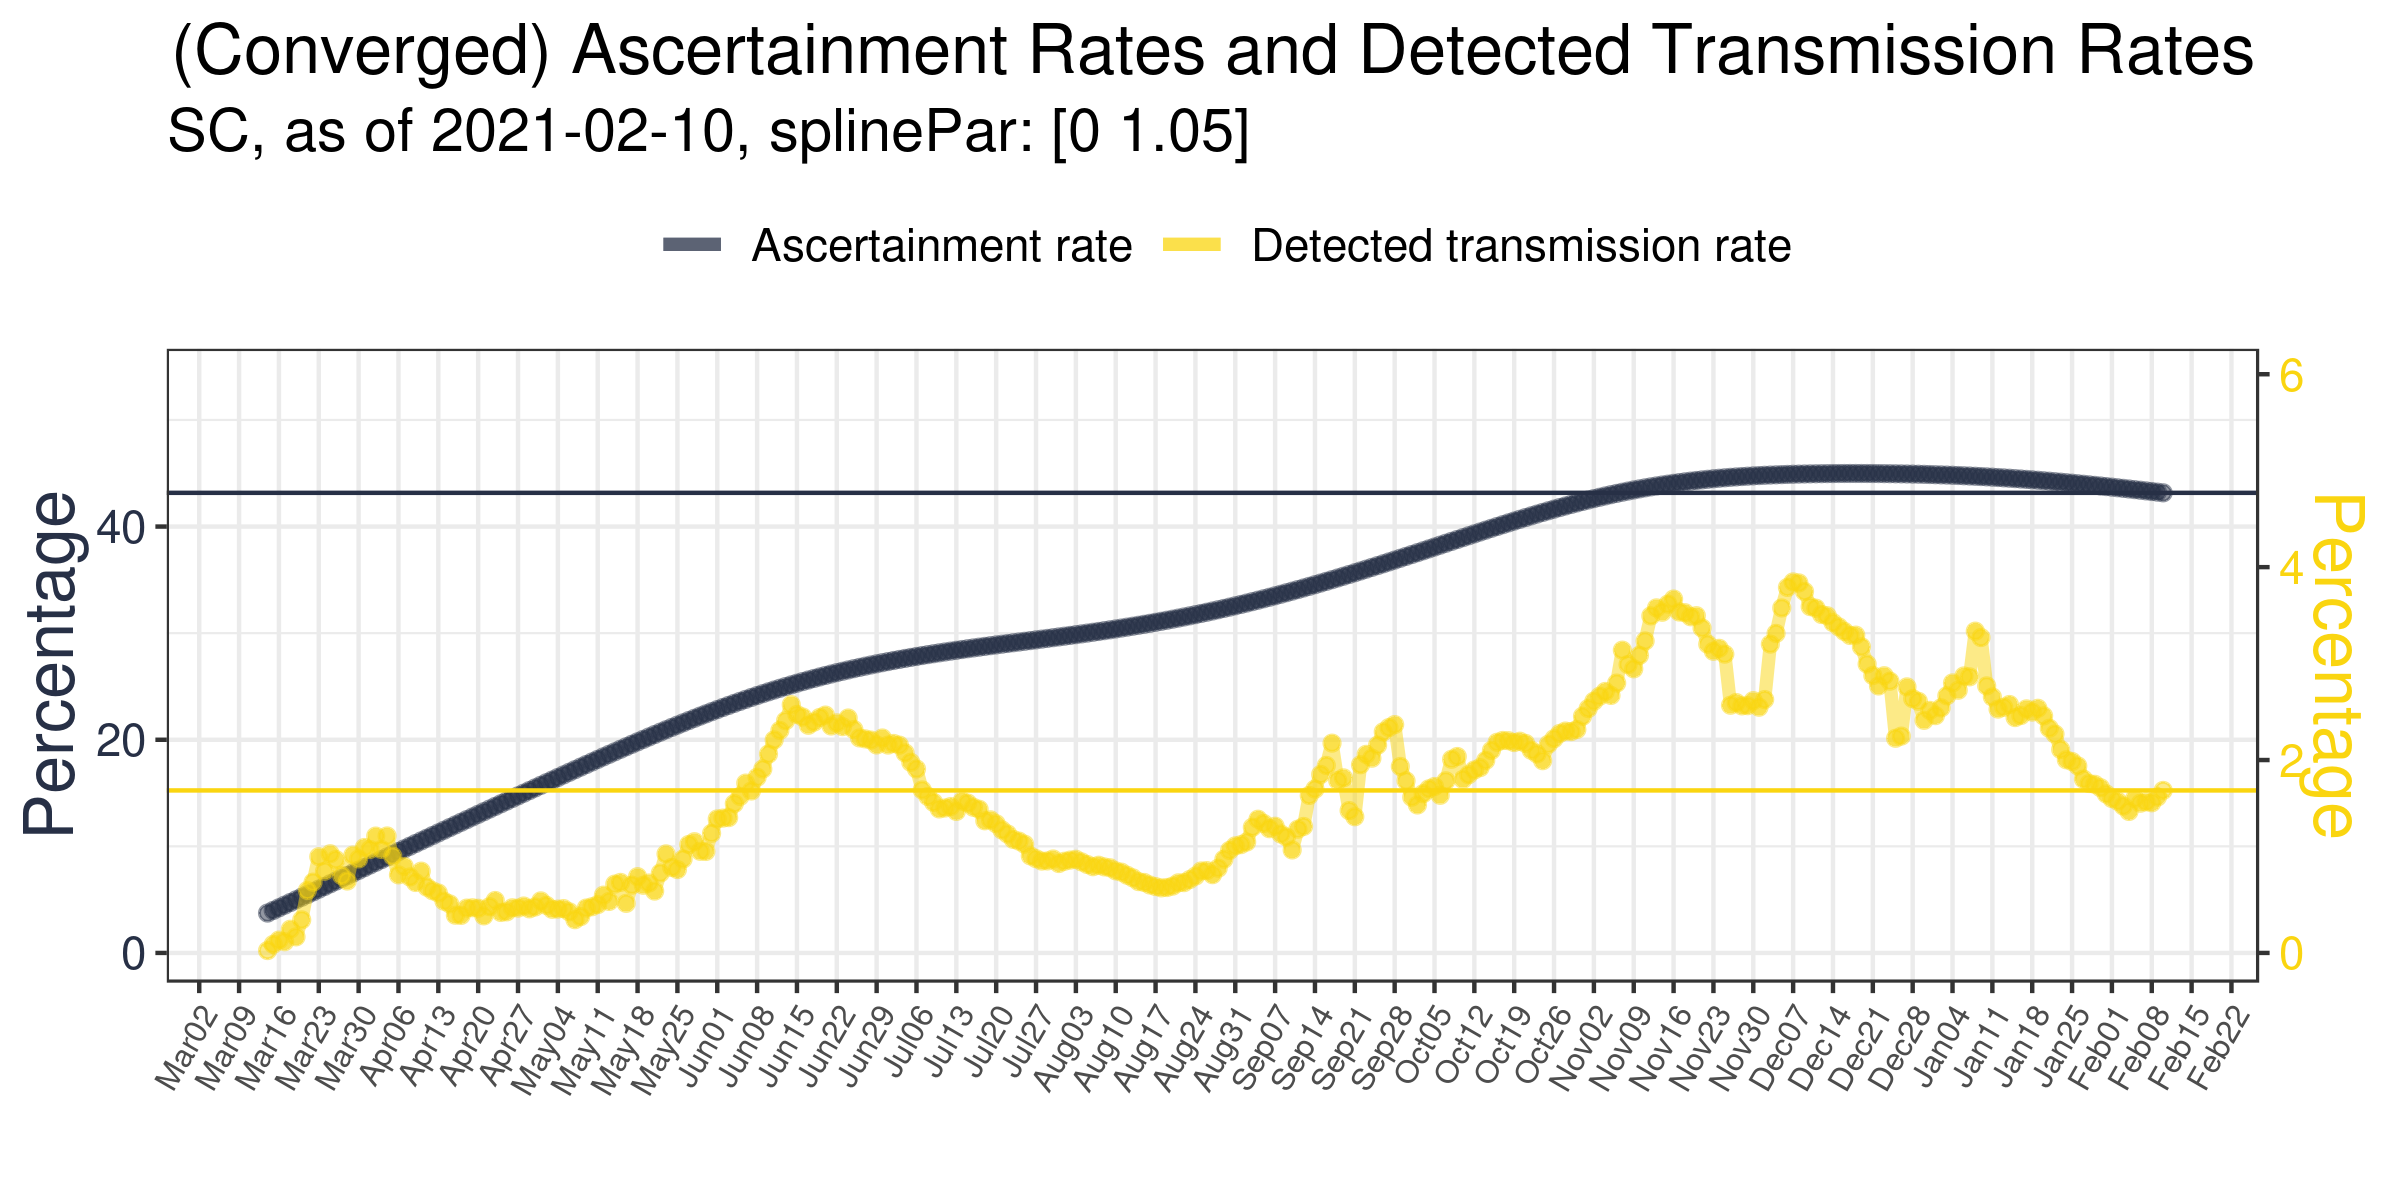 (Converged) Ascertainment Rates and Detected Transmission Rates
SC, as of 2021-02-10, splinePar: [0 1.05]
Ascertainment rate Detected transmission rate
Percentage
40
20
0
6
4
2
0
Percentage
Mar02 Mar09 Mar16 Mar23 Mar30 Apr06 Apr13 Apr20 Apr27 May04 May11 May18 May25 Jun01 Jun08 Jun15 Jun22 Jun29 Jul06 Jul13 Jul20 Jul27 Aug03 Aug10 Aug17 Aug24 Aug31 Sep07 Sep14 Sep21 Sep28 Oct05 Oct12 Oct19 Oct26 Nov02 Nov09 Nov16 Nov23 Nov30 Dec07 Dec14 Dec21 Dec28 Jan04 Jan11 Jan18 Jan25 Feb01 Feb08 Feb15 Feb22